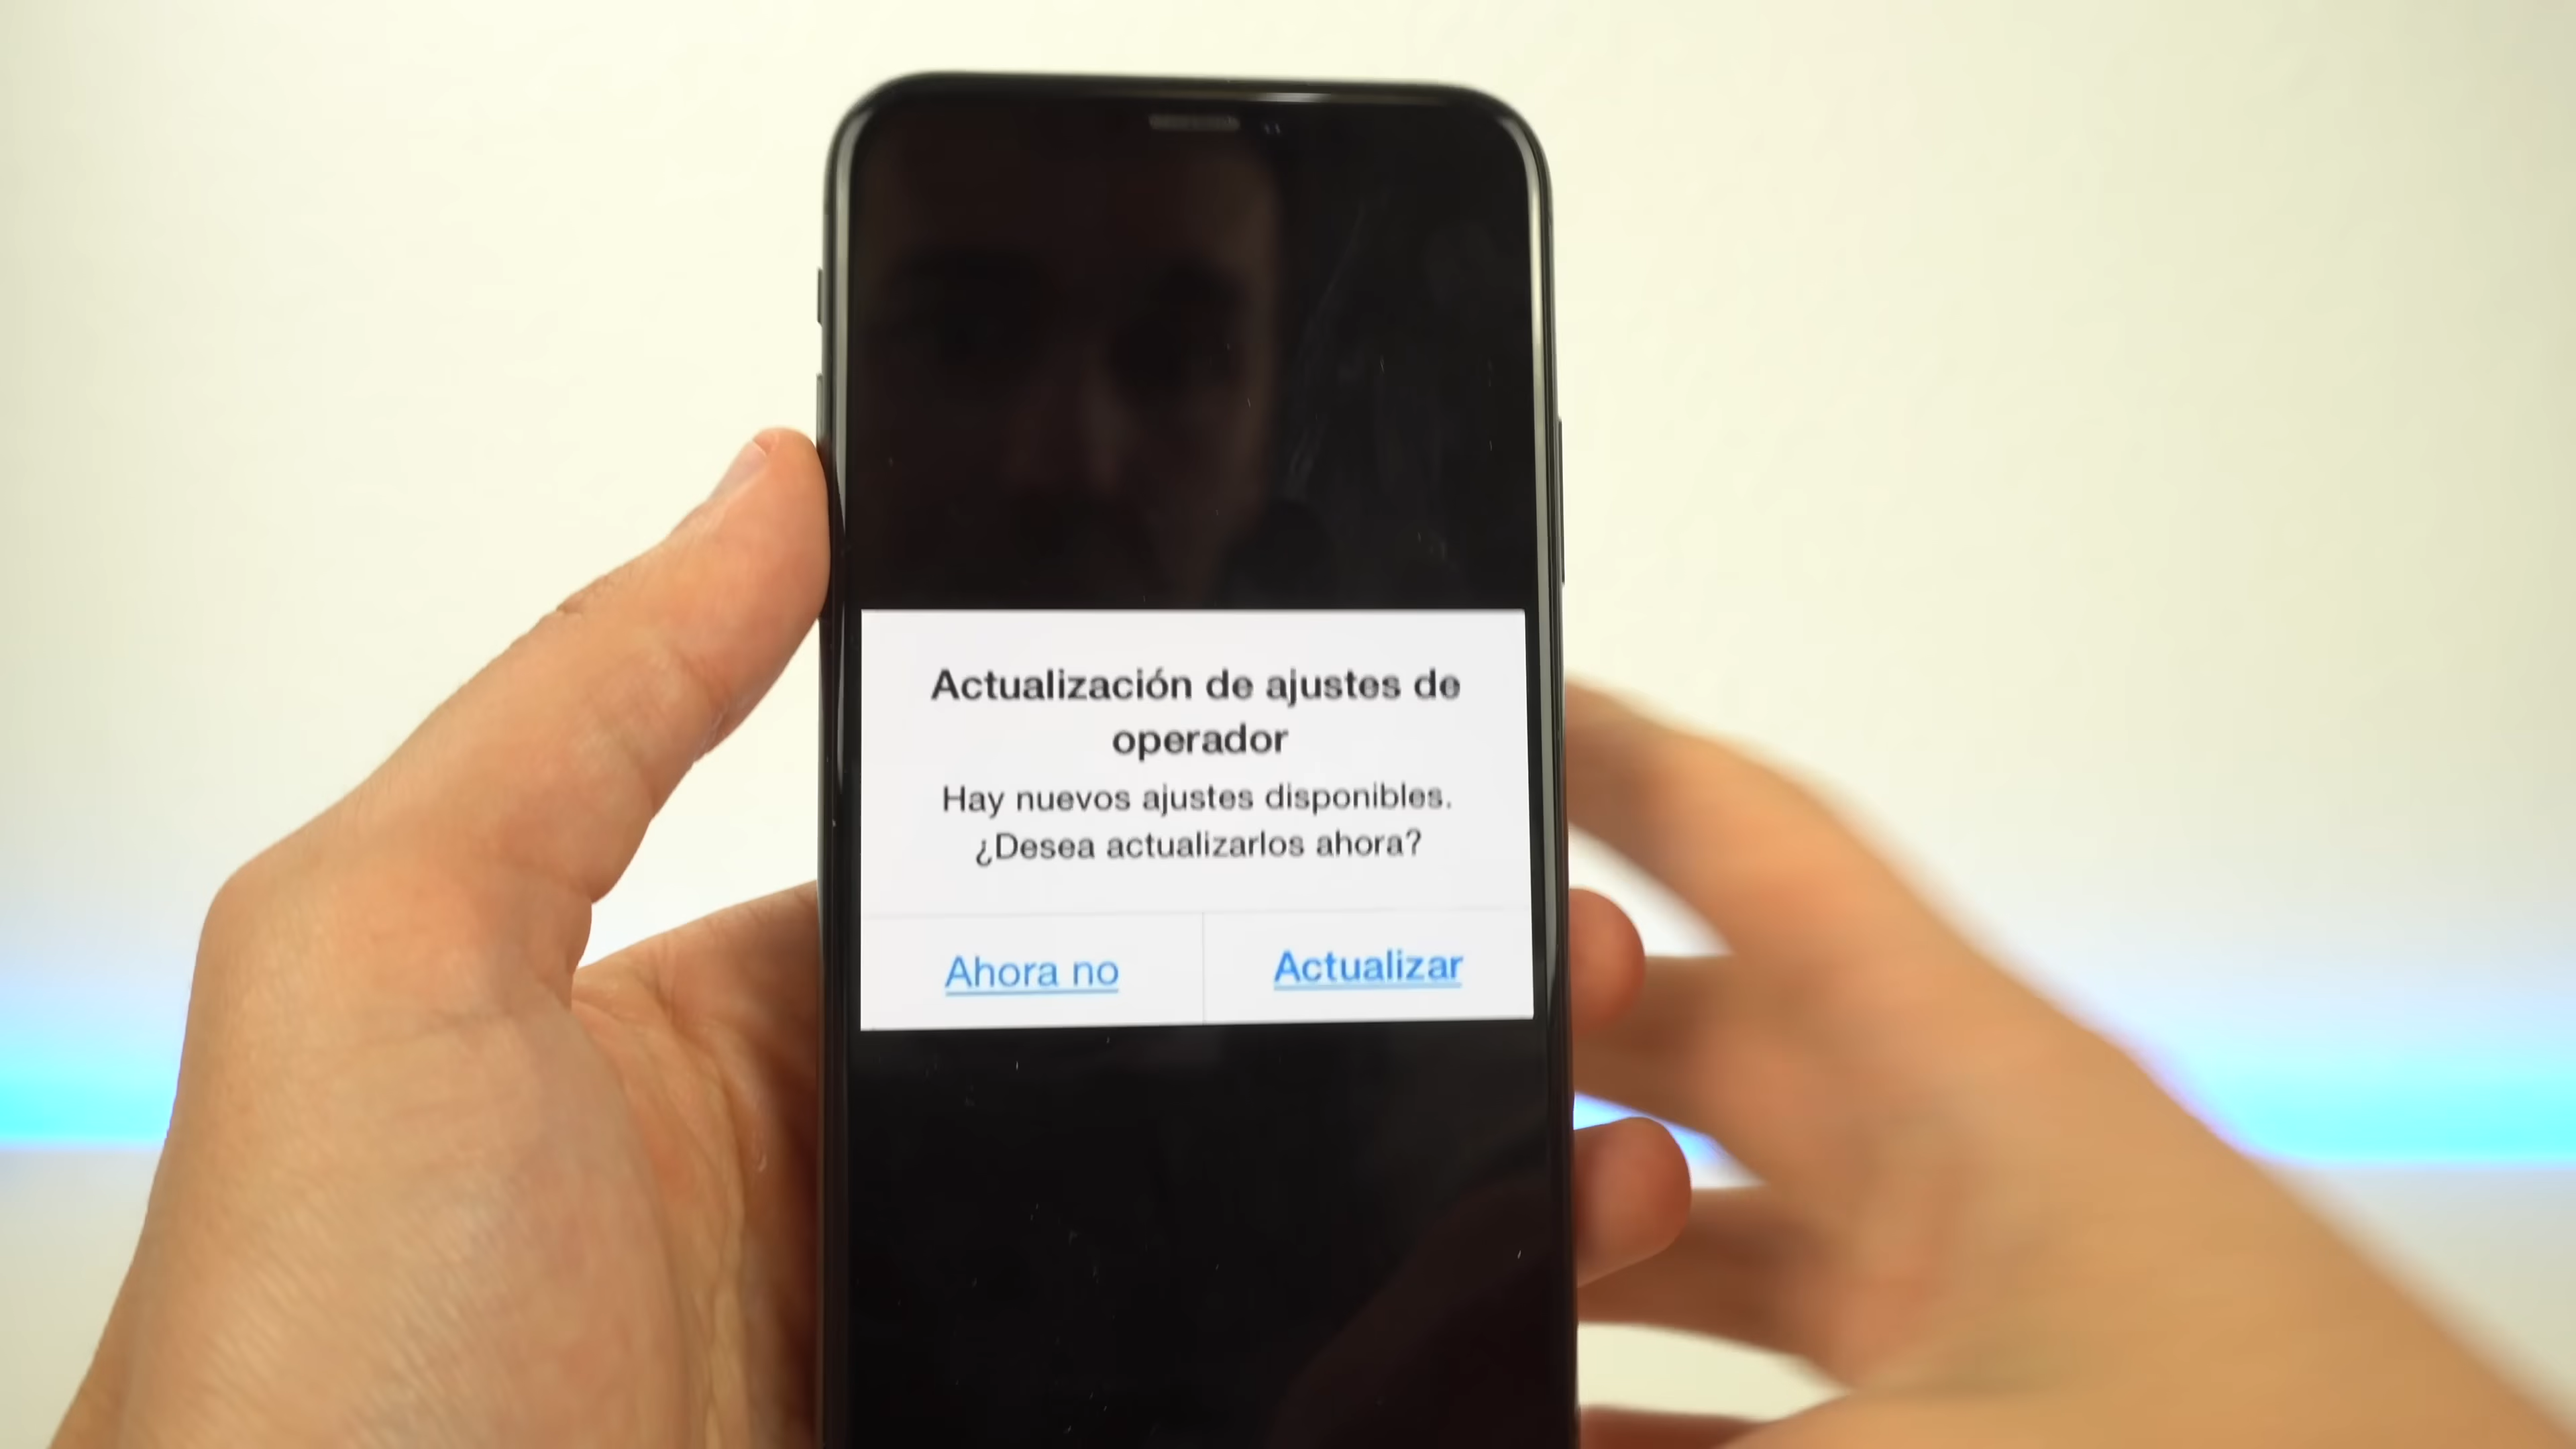 Actualización de ajustes de
operador
Hay nuevos ajustes disponibles.
¿Desea actualizarlos ahora?
Ahora no
Actualizar